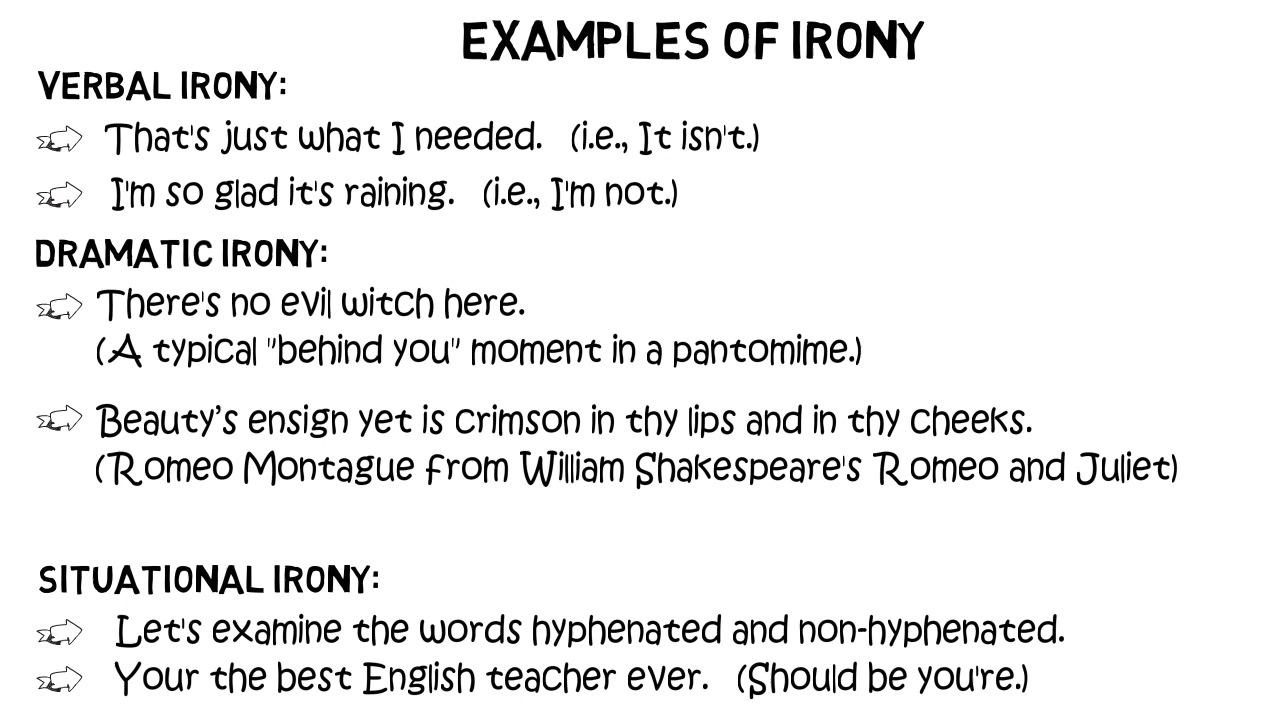 EXAMPLES OF IRONY
VERBAL IRONY:
That's just what I needed. (i.e., It isn't.)
I'm so glad it's raining. (i.e., I'm not.)
DRAMATIC IRONY:
There's no evil witch here.
(A typical "behind you" moment in a pantomime.)
Beauty’s ensign yet is crimson in thy lips and in thy cheeks.
(Romeo Montague from William Shakespeare's Romeo and Juliet)
SITUATIONAL IRONY:
Let's examine the words hyphenated and non-hyphenated.
Your the best English teacher ever. (Should be you're.)